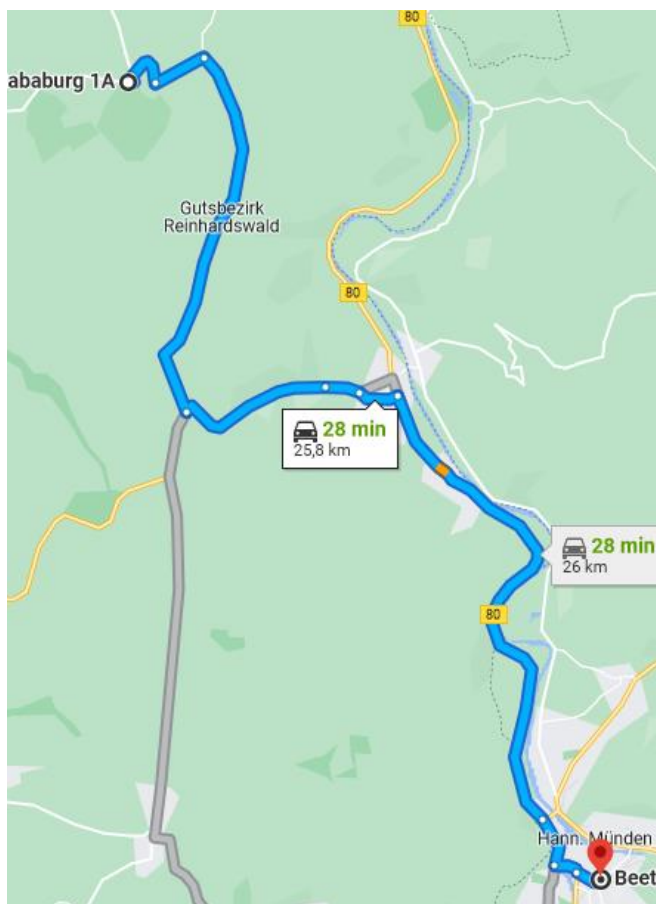 80
ababurg 1A
Gutsbezirk
Reinhardswald
80
28 min
25,8 km
28 min
26 km
80
Hann. Münden
Beet